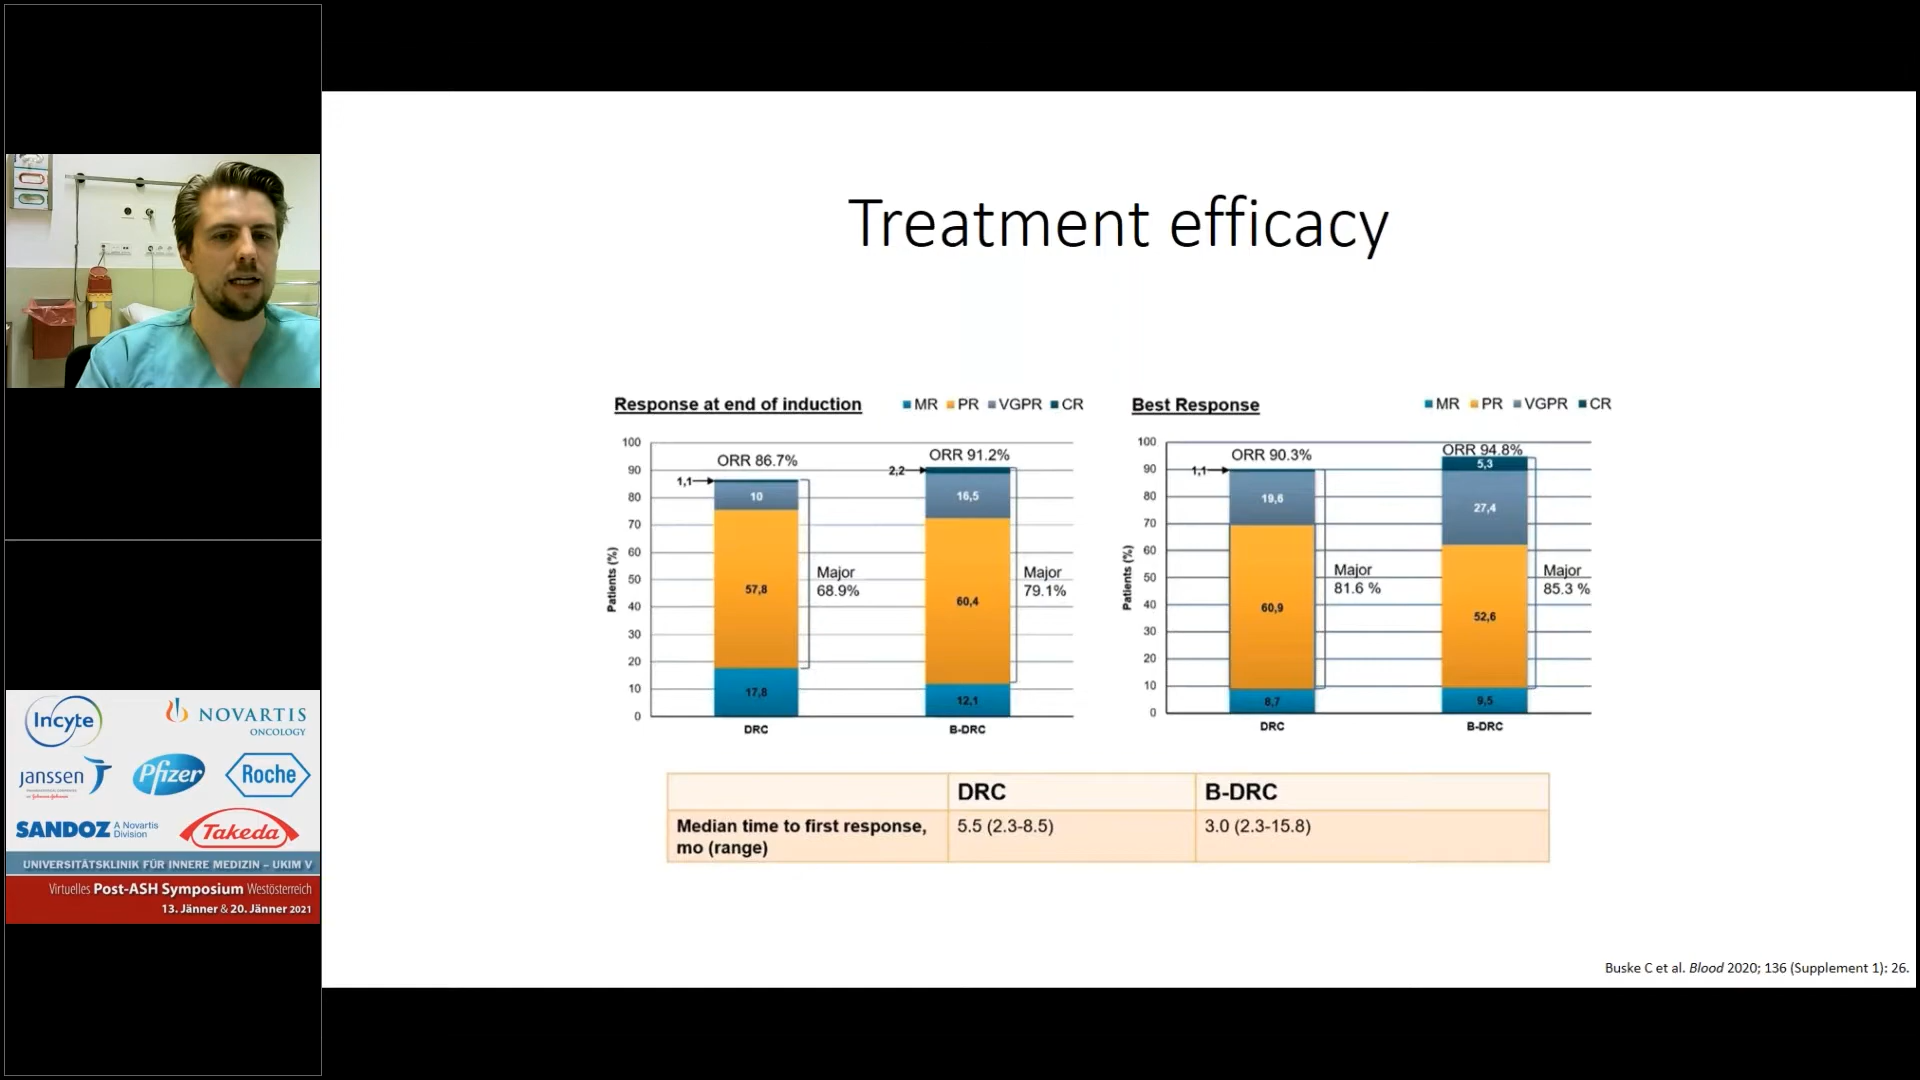 Treatment efficacy
Response at end of induction
MR PR VGPR CR
100
90
80
70
60
50
40
30
20
10
0
Patients (%)
ORR 86.7%
1,1
10
57,8
17,8
Major
68.9%
DRC
ORR 91.2%
2,2
16,5
60,4
12,1
Major
79.1%
B-DRC
Best Response
MR PR VGPR CR
100
90
80
70
60
50
40
30
20
10
0
Patients (%)
ORR 90.3%
1,1
19,6
60,9
8,7
Major
81.6 %
DRC
ORR 94.8%
5,3
27,4
52,6
9,5
Major
85.3 %
B-DRC
DRC B-DRC
Median time to first response, 5.5 (2.3-8.5) 3.0 (2.3-15.8)
mo (range)
Buske C et al. Blood 2020; 136 (Supplement 1): 26.
Incyte
NOVARTIS
ONCOLOGY
janssen
Pfizer
Roche
SANDOZ A Novartis
Division
Takeda
UNIVERSITÄTSKLINIK FÜR INNERE MEDIZIN – UKIM V
Virtuelles Post-ASH Symposium Westösterreich
13. Jänner & 20. Jänner 2021